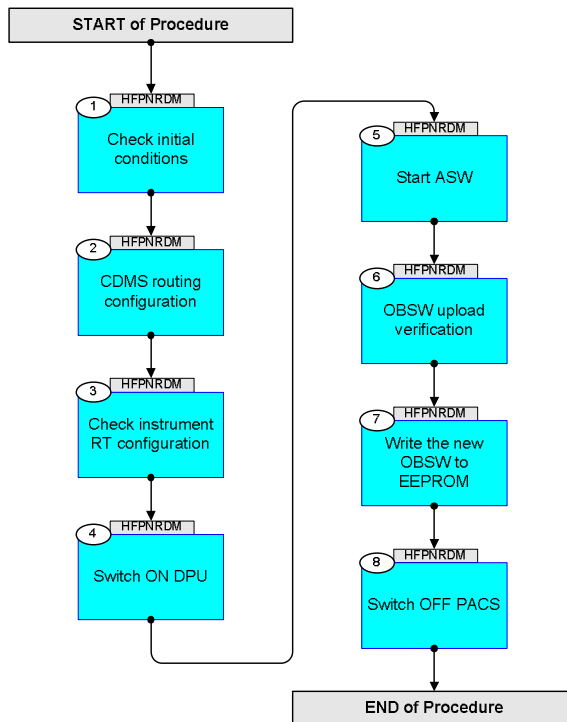 START of Procedure
HFPNRDM
1
Check initial
conditions
HFPNRDM
2
CDMS routing
configuration
HFPNRDM
3
Check instrument
RT configuration
HFPNRDM
4
Switch ON DPU
HFPNRDM
5
Start ASW
HFPNRDM
6
OBSW upload
verification
HFPNRDM
7
Write the new
OBSW to
EEPROM
HFPNRDM
8
Switch OFF PACS
END of Procedure